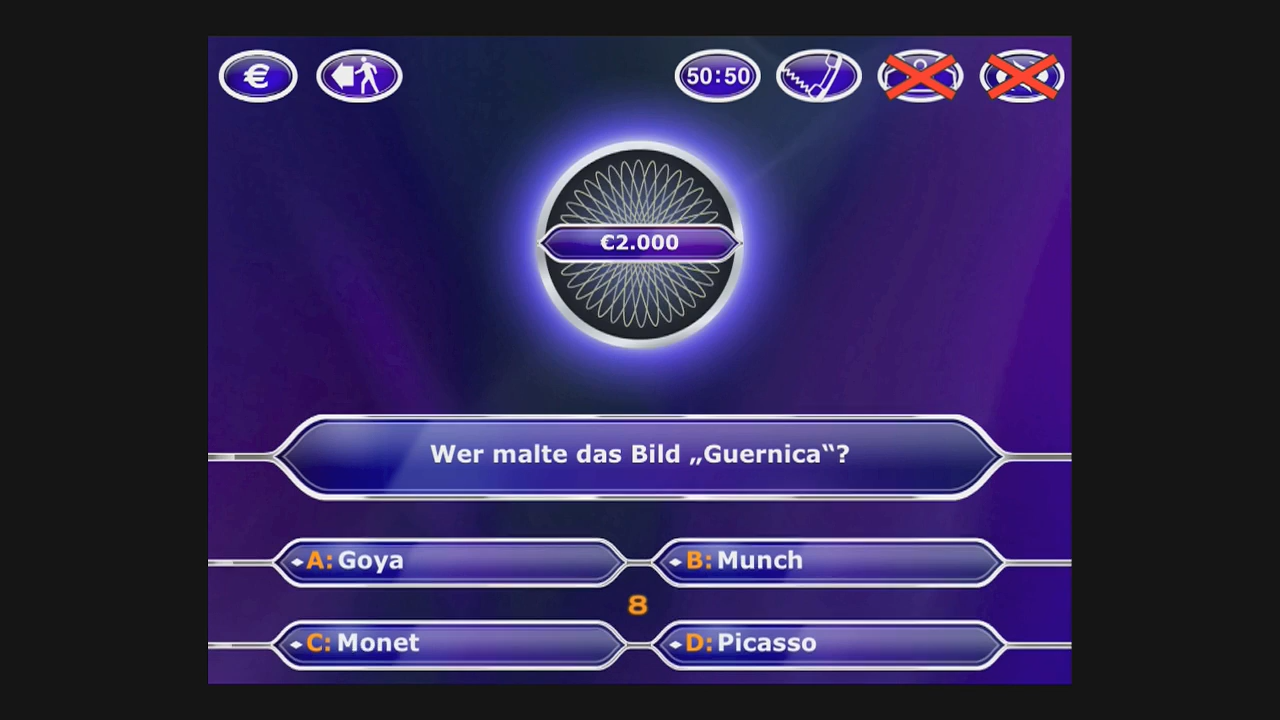 €
50:50
€2.000
Wer malte das Bild „Guernica“?
A: Goya
B: Munch
8
C: Monet
D: Picasso